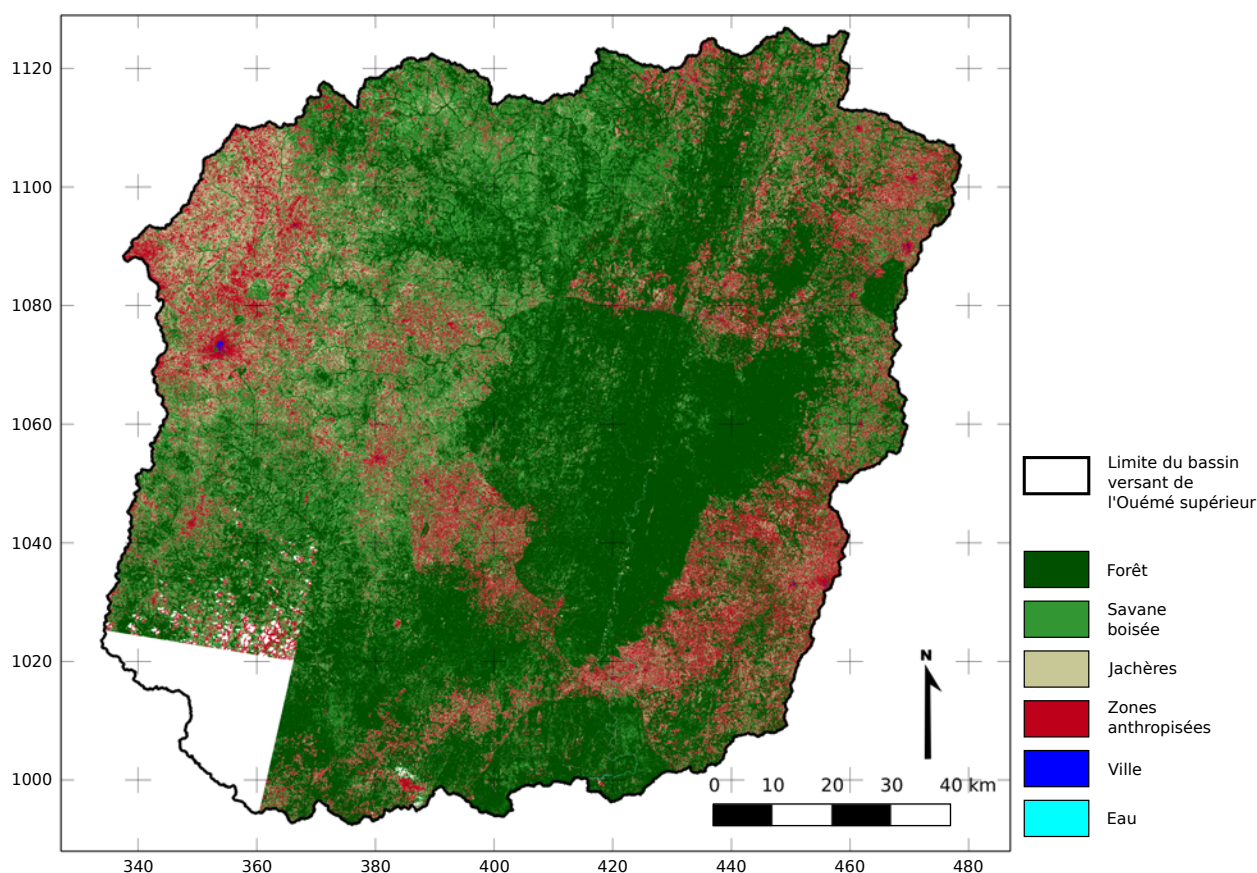 1120
1100
1080
1060
1040
1020
1000
340
360
380
400
420
440
460
480
N
0 10 20 30 40 km
Limite du bassin
versant de
l'Ouémé supérieur
Forêt
Savane
boisée
Jachères
Zones
anthropisées
Ville
Eau